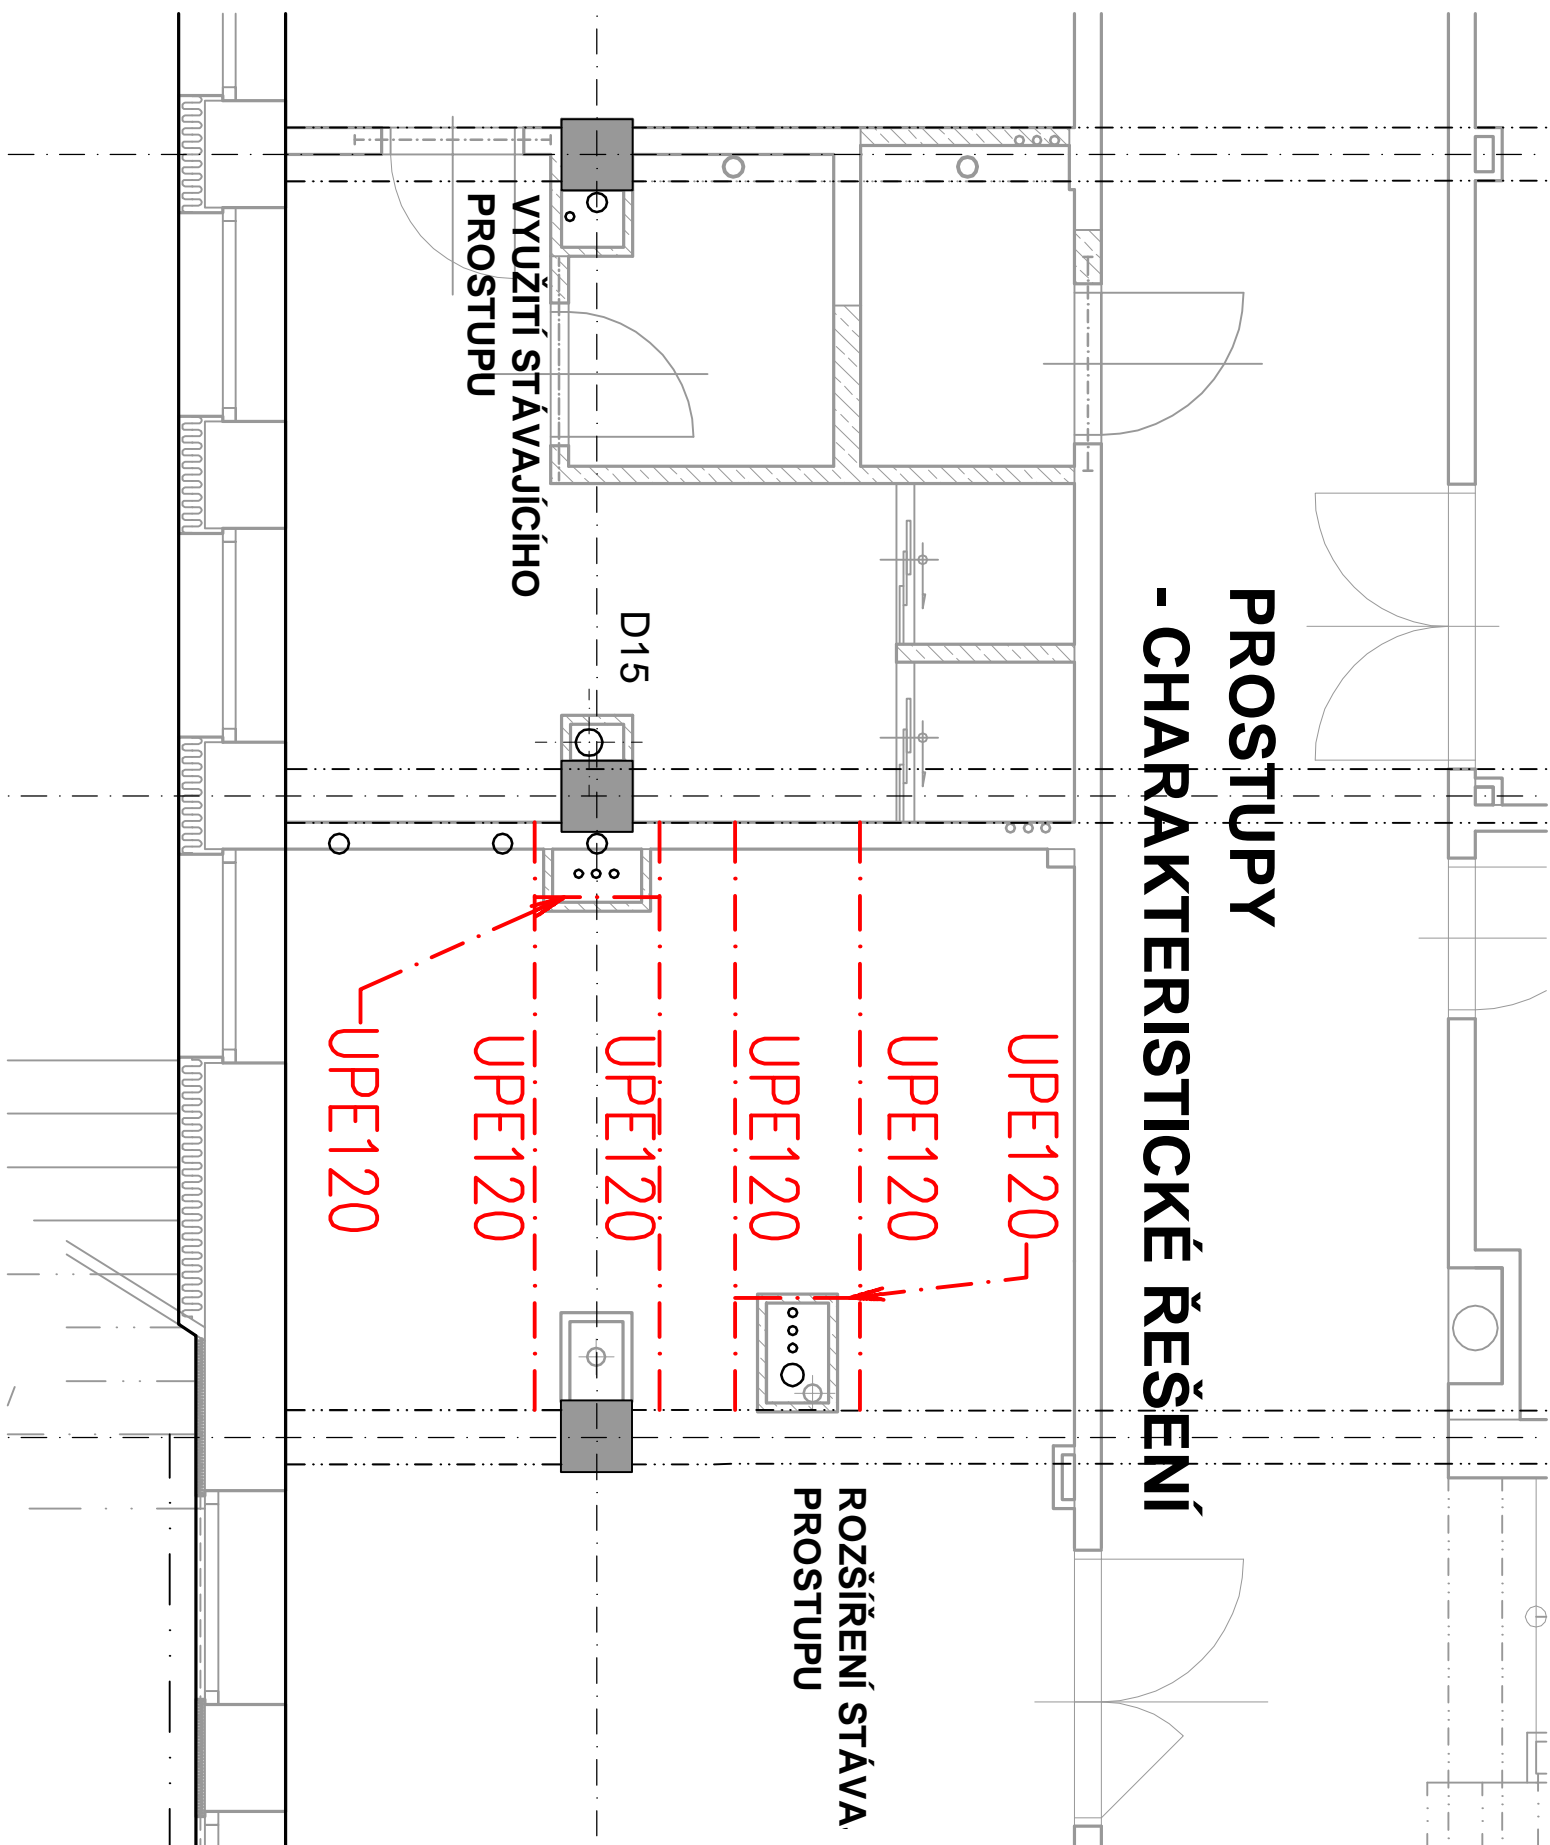 PROSTUPY
- CHARAKTERISTICKÉ ŘEŠENÍ
VYUŽITÍ STÁVAJÍCÍHO
PROSTUPU
D15
UPE120
UPE120
UPE120
UPE120
UPE120
UPE120
ROZŠÍŘENÍ STÁVA
PROSTUPU